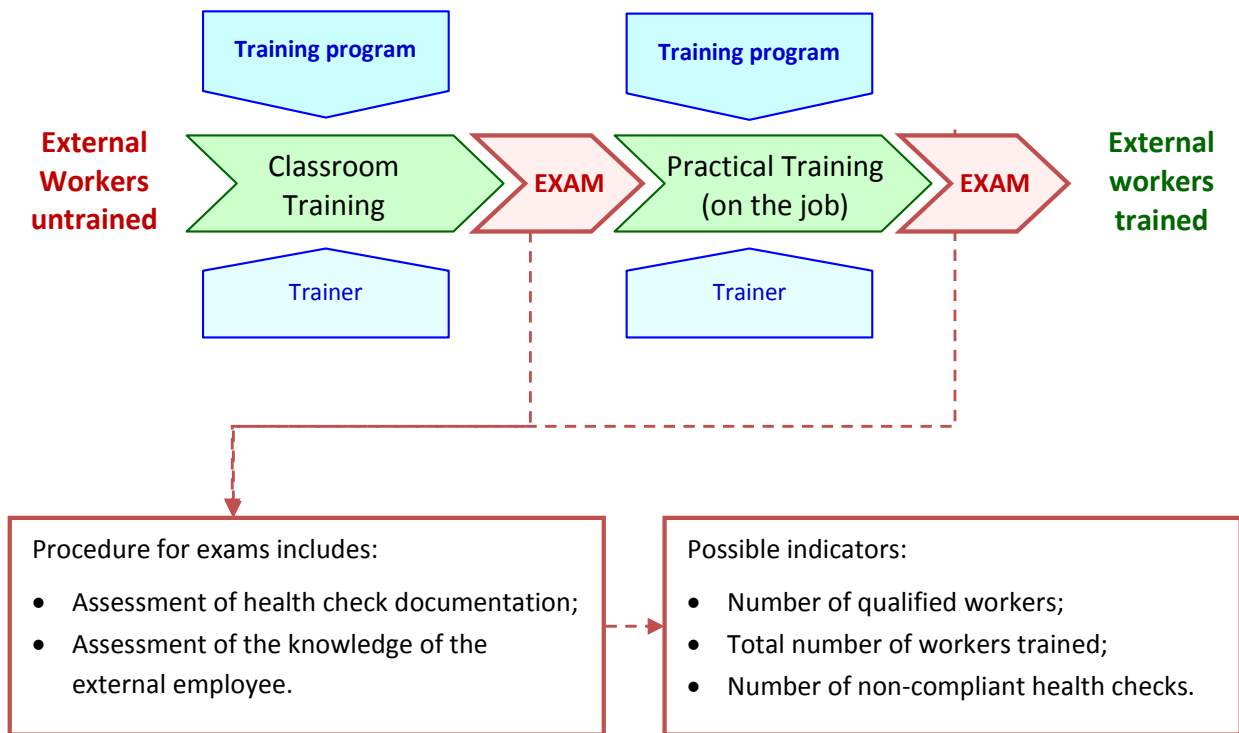 Training program
Training program
External
Workers
untrained
Classroom
Training
EXAM
Practical Training
(on the job)
EXAM
External
workers
trained
Trainer
Trainer
Procedure for exams includes:
• Assessment of health check documentation;
• Assessment of the knowledge of the
external employee.
Possible indicators:
• Number of qualified workers;
• Total number of workers trained;
• Number of non-compliant health checks.